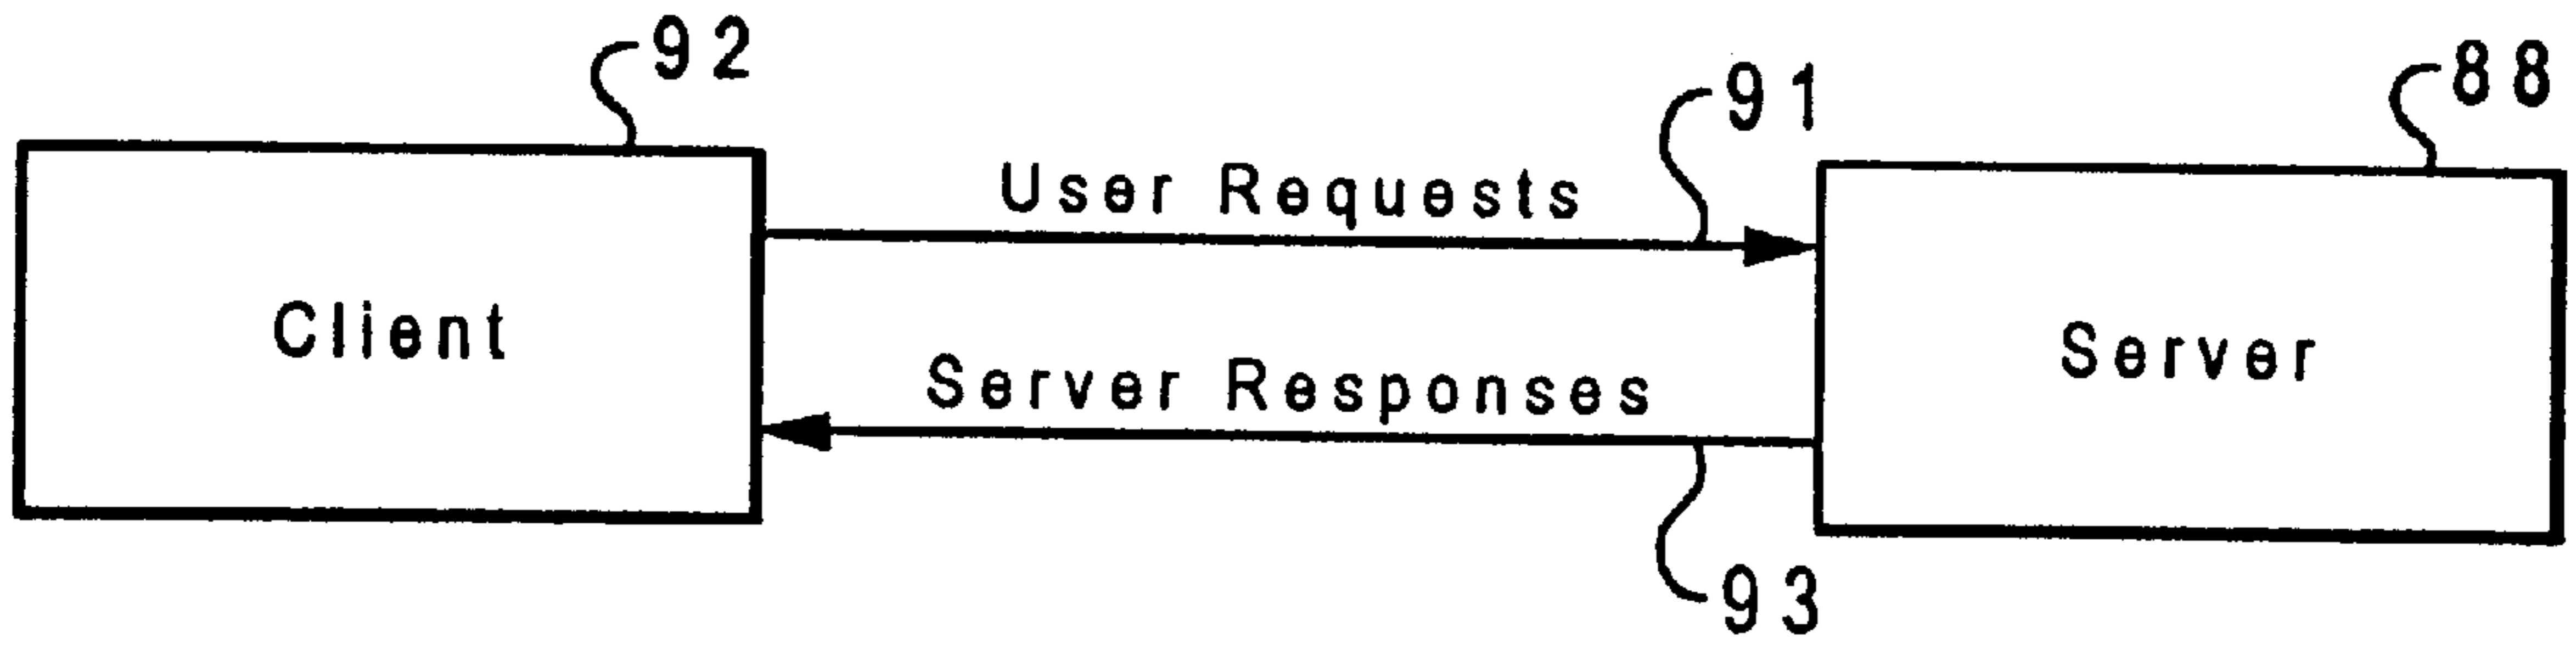 92
91
88
User Requests
Client
Server
Server Responses
93